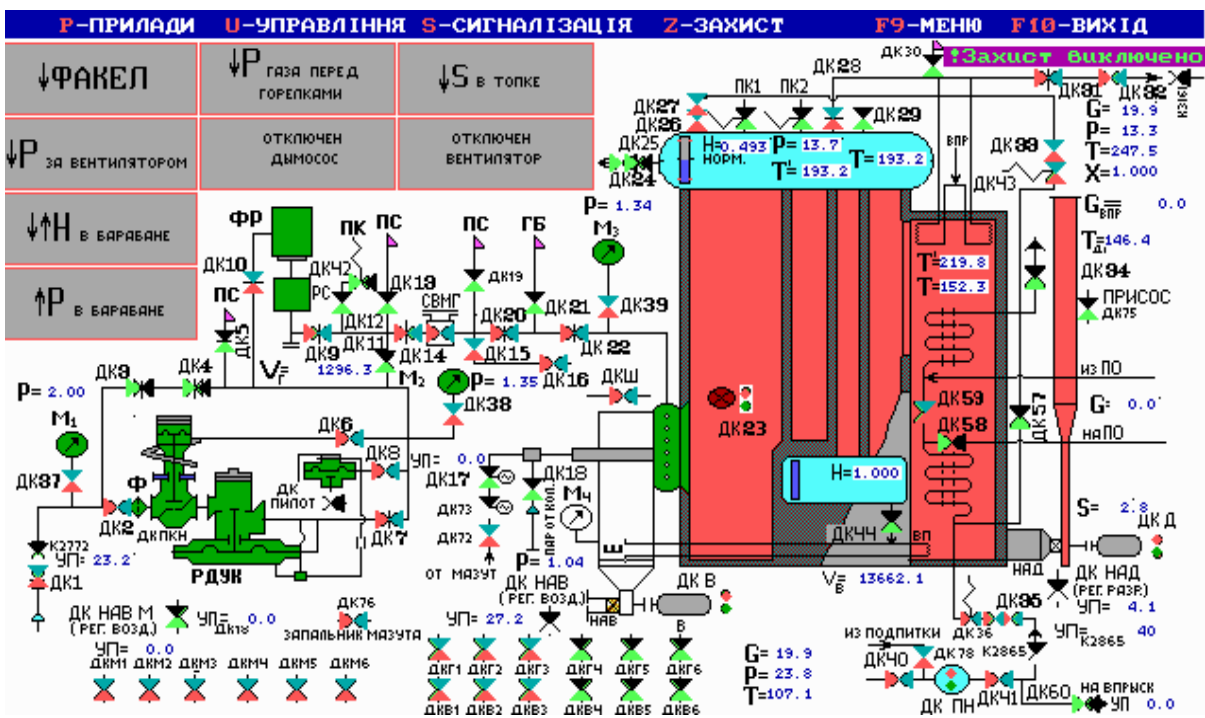 P-ПРИЛАДИ U-УПРАВЛІННЯ S-СИГНАЛІЗАЦІЯ Z-ЗАХИСТ F9-МЕНЮ F10-ВИХІД
!Захист виключено
↓ФАКЕЛ
↓P ГАЗА ПЕРЕД
ГОРЕЛКАМИ
↓S В ТОПКЕ
↓P ЗА ВЕНТИЛЯТОРОМ
ОТКЛЮЧЕН
ДЫМОСОС
ОТКЛЮЧЕН
ВЕНТИЛЯТОР
↓↑H В БАРАБАНЕ
↑P В БАРАБАНЕ
ДК30
ДК28
ПК1 ПК2
ДК27
ДК26
ДК29
ДК31 ДК32
К3161
G= 19.9
P= 13.3
T=247.5
X=1.000
ДК25
ДК24
H=0.493 P= 13.7
НОРМ.
T= 193.2
T'= 193.2
ВПР
ДК33
ДК43
G ВПР = 0.0
P= 1.34
M3
ФР
ПК ПС ПС ГБ
ДК10
ДК42
ДК13
ДК19
T Д1 =146.4
ДК34
ПРИСОС
ДК75
T'=219.8
T=152.3
ПС
ДК5
РС
ДК12
СВМГ
ДК20 ДК21
ДК39
ДК9 ДК11 ДК14 ДК15 ДК16 ДК22
VГ= 1296.3
M2
P= 1.35
ДКШ
ДК3 ДК4
P= 2.00
M1
ДК38
ДК6
ДК8
УП= 0.0
ДК37
Ф
ДК2
ДКПКН
ДК
ПИЛОТ
ДК7
РДУК
К2772
УП= 23.2
ДК1
ДК17
ДК18
ДК73
ДК72
ПАР ОТ КОЛ.
M4
P= 1.04
ОТ МАЗУТ
ДК23
H=1.000
ДК44
ВП
VВ= 13662.1
ДК59
ДК58
ДК57
ИЗ ПО
G= 0.0
НА ПО
S= 2.8
ДК Д
НАД
ДК НАД
(РЕГ. РАЗР.)
УП= 4.1
УП= 40
ДК НАВ М
(РЕГ. ВОЗД.)
УП= 0.0
ДК18
УП= 0.0
ДК76
ЗАПАЛЬНИК МАЗУТА
ДК НАВ
(РЕГ. ВОЗД.)
УП= 27.2
НАВ
ДК В
В
ДКМ1 ДКМ2 ДКМ3 ДКМ4 ДКМ5 ДКМ6
ДКГ1 ДКГ2 ДКГ3 ДКГ4 ДКГ5 ДКГ6
ДКВ1 ДКВ2 ДКВ3 ДКВ4 ДКВ5 ДКВ6
G= 19.9
P= 23.8
T=107.1
ДК35
ДК36
ИЗ ПОДПИТКИ
ДК78
К2865
К2865
ДК40
ДК41
ДК ПН
ДК60
НА ВПРЫСК
УП 0.0